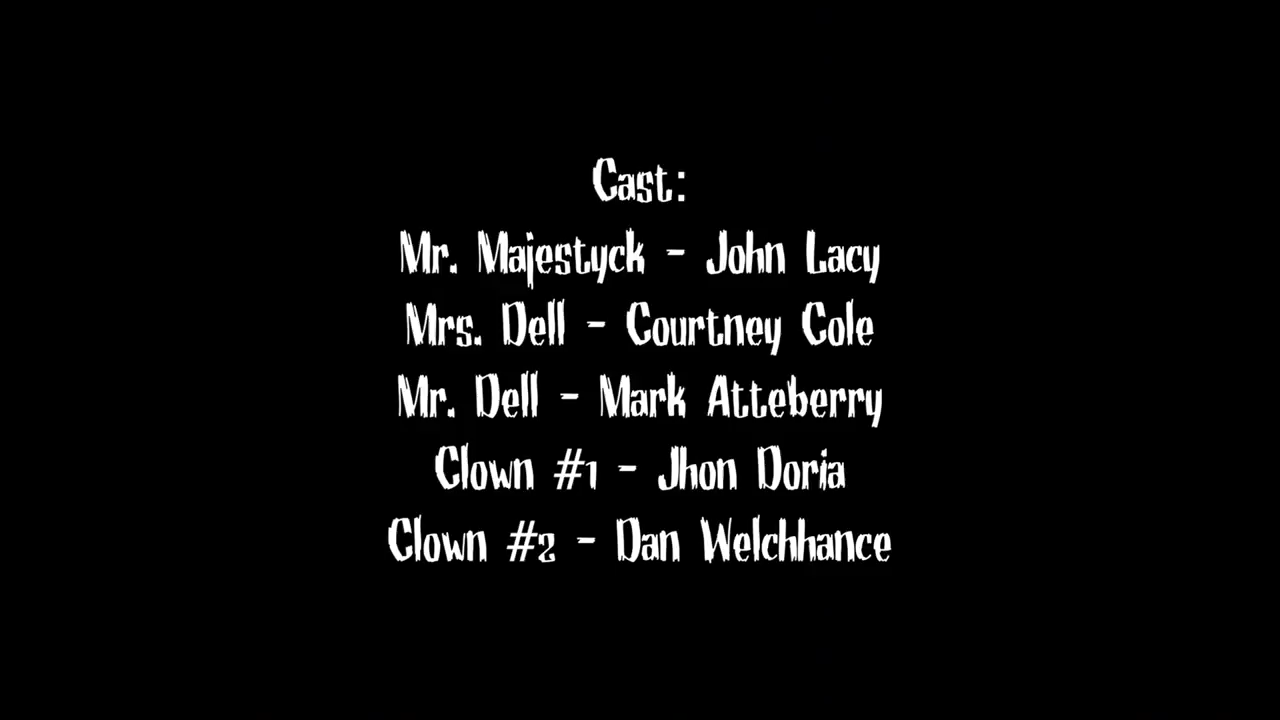 Cast:
Mr. Majestyck - John Lacy
Mrs. Dell - Courtney Cole
Mr. Dell - Mark Atteberry
Clown #1 - Jhon Doria
Clown #2 - Dan Welchhance